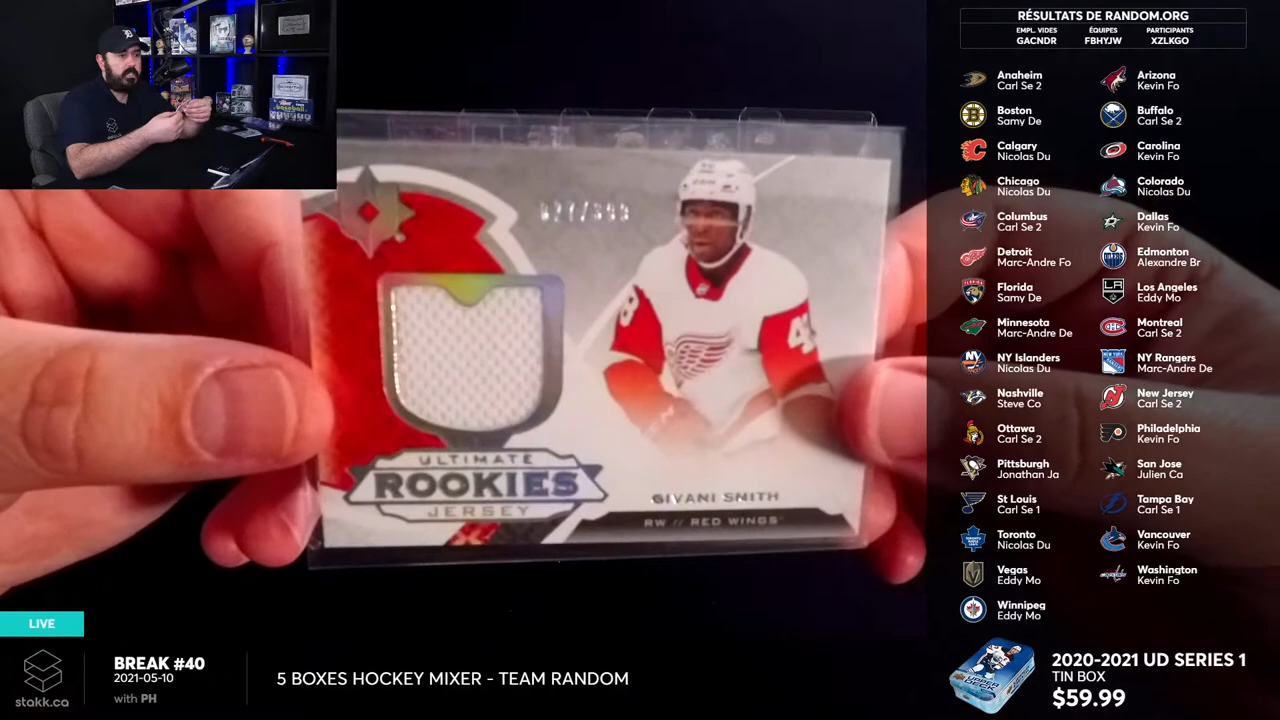 RÉSULTATS DE RANDOM.ORG
EMPL. VIDES ÉQUIPES PARTICIPANTS
GACNDR FBHYJW XZLKGO
Anaheim
Carl Se 2
Arizona
Kevin Fo
Boston
Samy De
Buffalo
Carl Se 2
Calgary
Nicolas Du
Carolina
Kevin Fo
Chicago
Nicolas Du
Colorado
Nicolas Du
Columbus
Carl Se 2
Dallas
Kevin Fo
Detroit
Marc-Andre Fo
Edmonton
Alexandre Br
Florida
Samy De
Los Angeles
Eddy Mo
Minnesota
Marc-Andre De
Montreal
Carl Se 2
NY Islanders
Nicolas Du
NY Rangers
Marc-Andre De
Nashville
Steve Co
New Jersey
Carl Se 2
Ottawa
Carl Se 2
Philadelphia
Kevin Fo
Pittsburgh
Jonathan Ja
San Jose
Julien Ca
St Louis
Carl Se 1
Tampa Bay
Carl Se 1
Toronto
Nicolas Du
Vancouver
Kevin Fo
Vegas
Eddy Mo
Washington
Kevin Fo
Winnipeg
Eddy Mo
48
ULTIMATE
ROOKIES
JERSEY
GIVANI SMITH
RW // RED WINGS
LIVE
stakk.ca
BREAK #40
2021-05-10
with PH
5 BOXES HOCKEY MIXER - TEAM RANDOM
2020-2021 UD SERIES 1
TIN BOX
$59.99